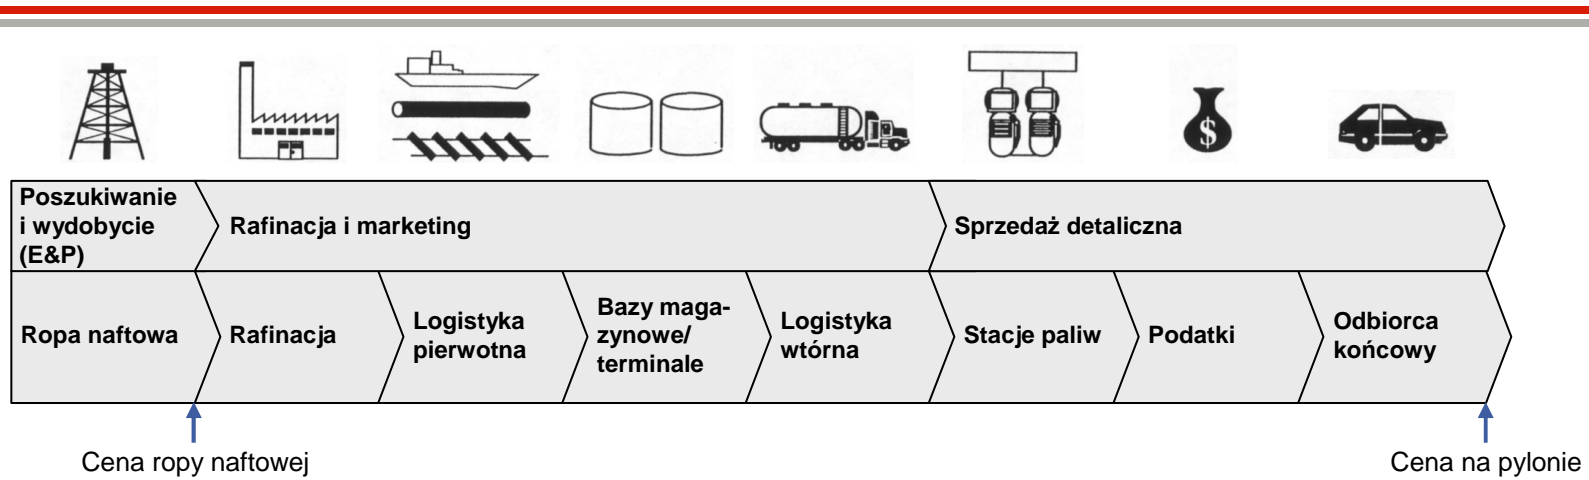 $
Poszukiwanie
i wydobycie
(E&P)
Rafinacja i marketing
Sprzedaż detaliczna
Ropa naftowa
Rafinacja
Logistyka
pierwotna
Bazy maga-
zynowe/
terminale
Logistyka
wtórna
Stacje paliw
Podatki
Odbiorca
końcowy
Cena ropy naftowej
Cena na pylonie